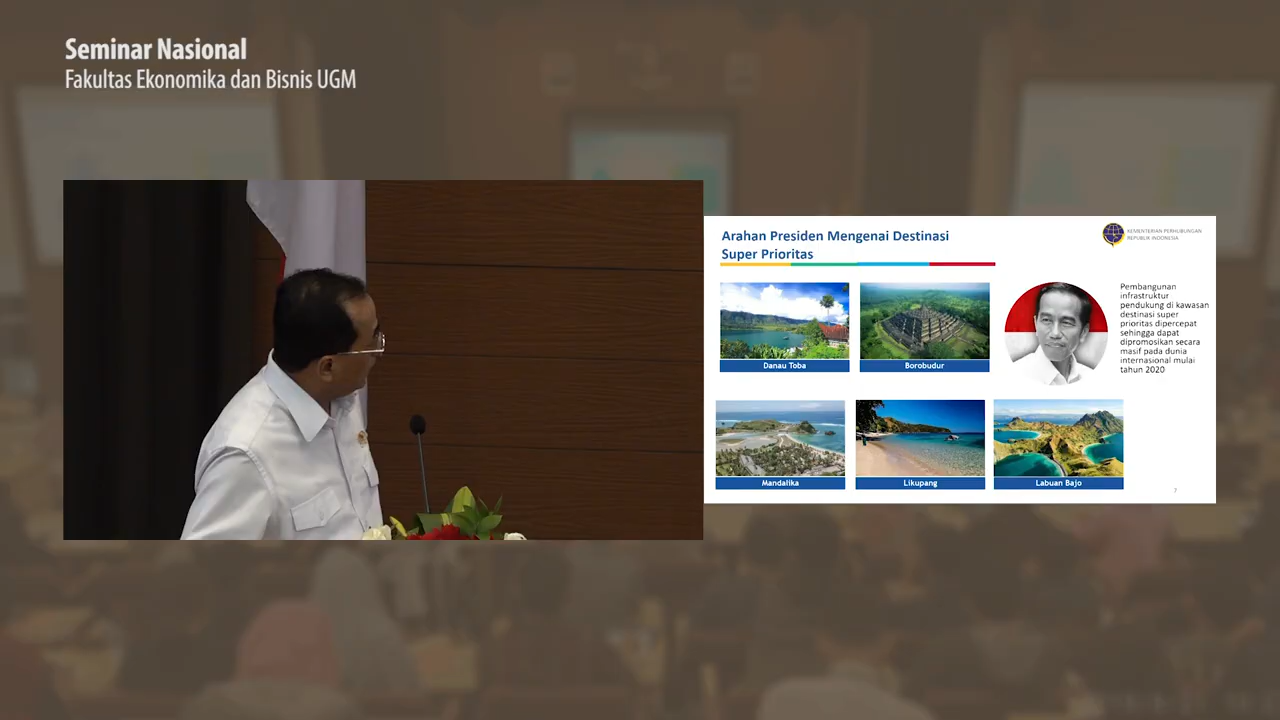 Seminar Nasional
Fakultas Ekonomika dan Bisnis UGM
Arahan Presiden Mengenai Destinasi
Super Prioritas
KEMENTERIAN PERHUBUNGAN
REPUBLIK INDONESIA
Danau Toba
Borobudur
Pembangunan
infrastruktur
pendukung di kawasan
destinasi super
prioritas dipercepat
sehingga dapat
dipromosikan secara
masif pada dunia
internasional mulai
tahun 2020
Mandalika
Likupang
Labuan Bajo
7